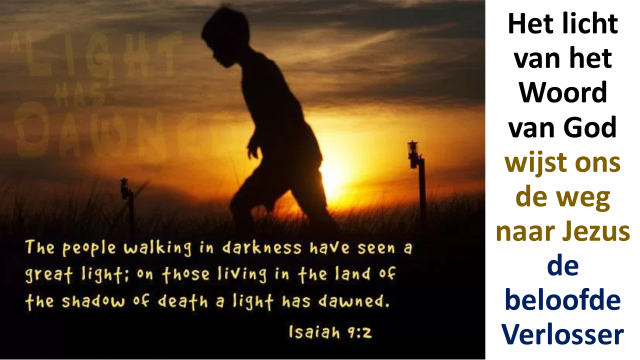 A
LIGHT
HAS
DAWNED
The people walking in darkness have seen a
great light; on those living in the land of
the shadow of death a light has dawned.
Isaiah 9:2
Het licht
van het
Woord
van God
wijst ons
de weg
naar Jezus
de
beloofde
Verlosser